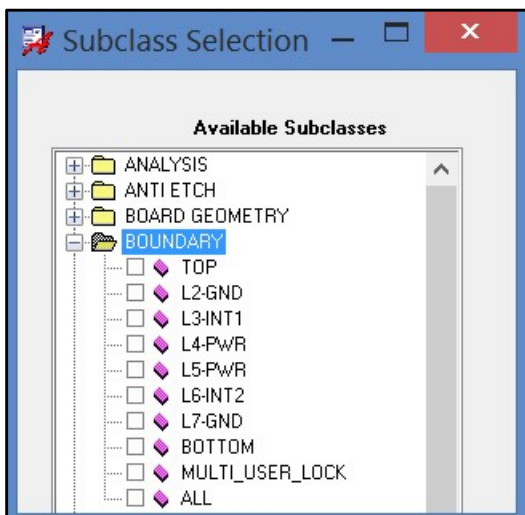 Subclass Selection
Available Subclasses
ANALYSIS
ANTI ETCH
BOARD GEOMETRY
BOUNDARY
TOP
L2-GND
L3-INT1
L4-PWR
L5-PWR
L6-INT2
L7-GND
BOTTOM
MULTI_USER_LOCK
ALL